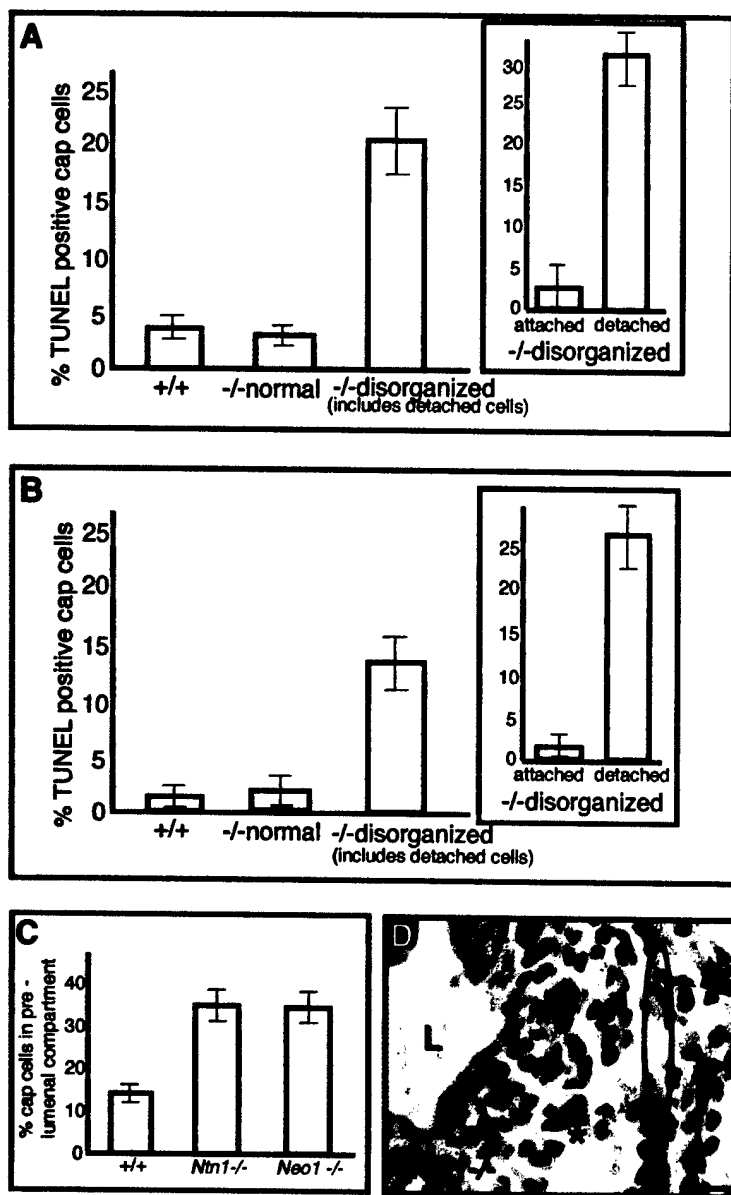 A
% TUNEL positive cap cells
25
20
15
10
5
0
+/+ -/-normal -/-disorganized
(includes detached cells)
30
25
20
15
10
5
0
attached detached
-/-disorganized
B
% TUNEL positive cap cells
25
20
15
10
5
0
+/+ -/-normal -/-disorganized
(includes detached cells)
25
20
15
10
5
0
attached detached
-/-disorganized
C
% cap cells in pre -
lumenal compartment
40
30
20
10
0
+/+ Ntn1-/- Neo1 -/-
D
L
*